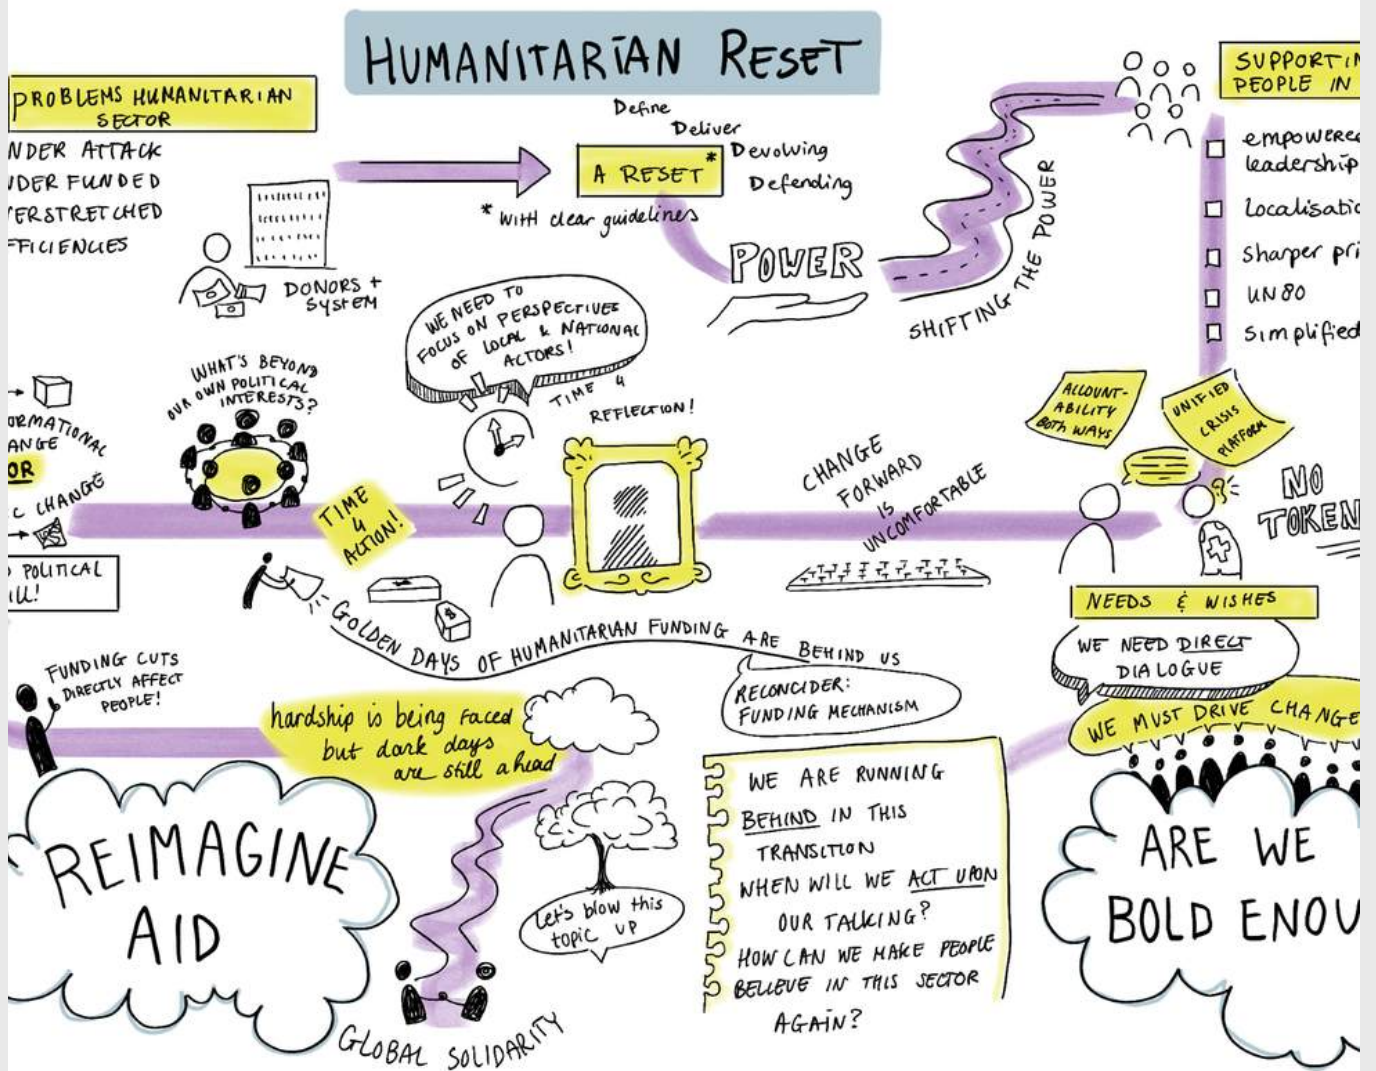 HUMANITARIAN RESET
PROBLEMS HUMANITARIAN
SECTOR
NDER ATTACK
DER FUNDED
ERSTRETCHED
FFICIENCIES
DONORS +
SYSTEM
A RESET *
* With clear guidelines
Define
Deliver
Devolving
Defending
POWER
SHIFTING THE POWER
SUPPORTIN
PEOPLE IN
empowere
leadership
Localisatio
Sharper pri
UN80
Simplified
ACCOUNT-
ABILITY
BOTH WAYS
UNIFIED
CRISIS
PLATFORM
NO
TOKEN
ORMATIONAL
ANGE
OR
C CHANGE
POLITICAL
ILL!
WHAT'S BEYOND
OUR OWN POLITICAL
INTERESTS?
WE NEED TO
FOCUS ON PERSPECTIVES
OF LOCAL & NATIONAL
ACTORS!
TIME 4
REFLECTION!
TIME
4
ACTION!
CHANGE
FORWARD
IS
UNCOMFORTABLE
$
GOLDEN DAYS OF HUMANITARIAN FUNDING ARE BEHIND US
RECONCIDER:
FUNDING MECHANISM
NEEDS & WISHES
WE NEED DIRECT
DIALOGUE
WE MUST DRIVE CHANGE
FUNDING CUTS
DIRECTLY AFFECT
PEOPLE!
hardship is being faced
but dark days
are still ahead
REIMAGINE
AID
Let's blow this
topic up
GLOBAL SOLIDARITY
WE ARE RUNNING
BEHIND IN THIS
TRANSITION
WHEN WILL WE ACT UPON
OUR TALKING?
HOW CAN WE MAKE PEOPLE
BELIEVE IN THIS SECTOR
AGAIN?
ARE WE
BOLD ENOU